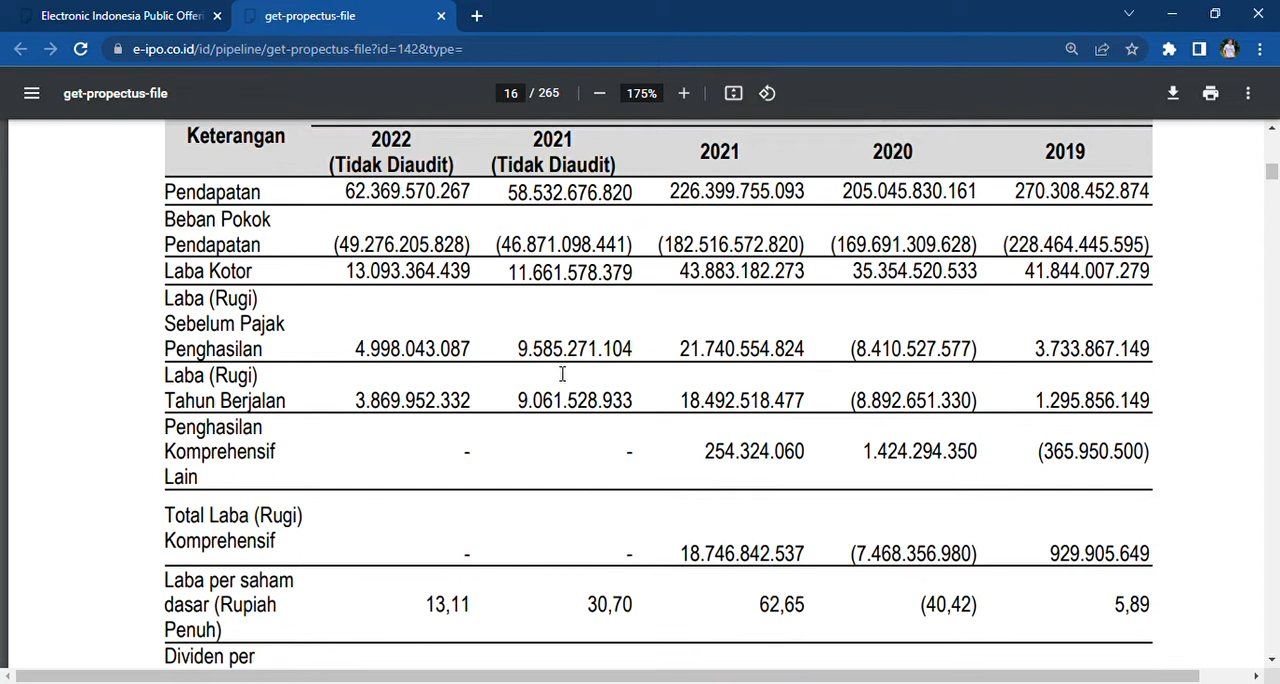 Electronic Indonesia Public Offeri
get-propectus-file
e-ipo.co.id/id/pipeline/get-propectus-file?id=142&type=
get-propectus-file
16 / 265
175%
Keterangan 2022 (Tidak Diaudit) 2021 (Tidak Diaudit) 2021 2020 2019
Pendapatan 62.369.570.267 58.532.676.820 226.399.755.093 205.045.830.161 270.308.452.874
Beban Pokok
Pendapatan (49.276.205.828) (46.871.098.441) (182.516.572.820) (169.691.309.628) (228.464.445.595)
Laba Kotor 13.093.364.439 11.661.578.379 43.883.182.273 35.354.520.533 41.844.007.279
Laba (Rugi)
Sebelum Pajak
Penghasilan 4.998.043.087 9.585.271.104 21.740.554.824 (8.410.527.577) 3.733.867.149
Laba (Rugi)
Tahun Berjalan 3.869.952.332 9.061.528.933 18.492.518.477 (8.892.651.330) 1.295.856.149
Penghasilan
Komprehensif - - 254.324.060 1.424.294.350 (365.950.500)
Lain
Total Laba (Rugi)
Komprehensif - - 18.746.842.537 (7.468.356.980) 929.905.649
Laba per saham
dasar (Rupiah 13,11 30,70 62,65 (40,42) 5,89
Penuh)
Dividen per